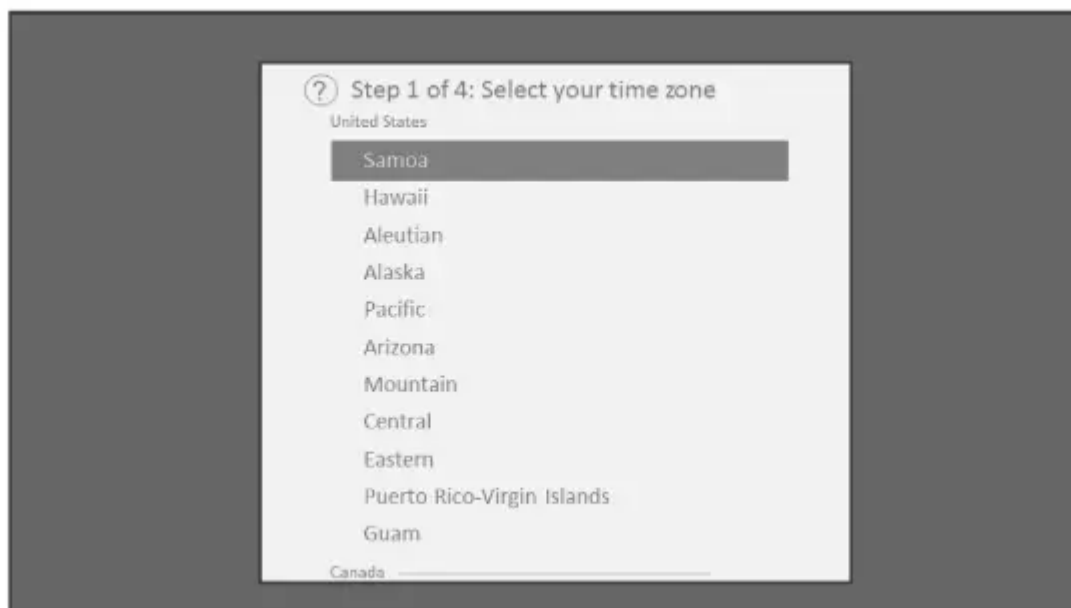 ? Step 1 of 4: Select your time zone
United States
Samoa
Hawaii
Aleutian
Alaska
Pacific
Arizona
Mountain
Central
Eastern
Puerto Rico-Virgin Islands
Guam
Canada